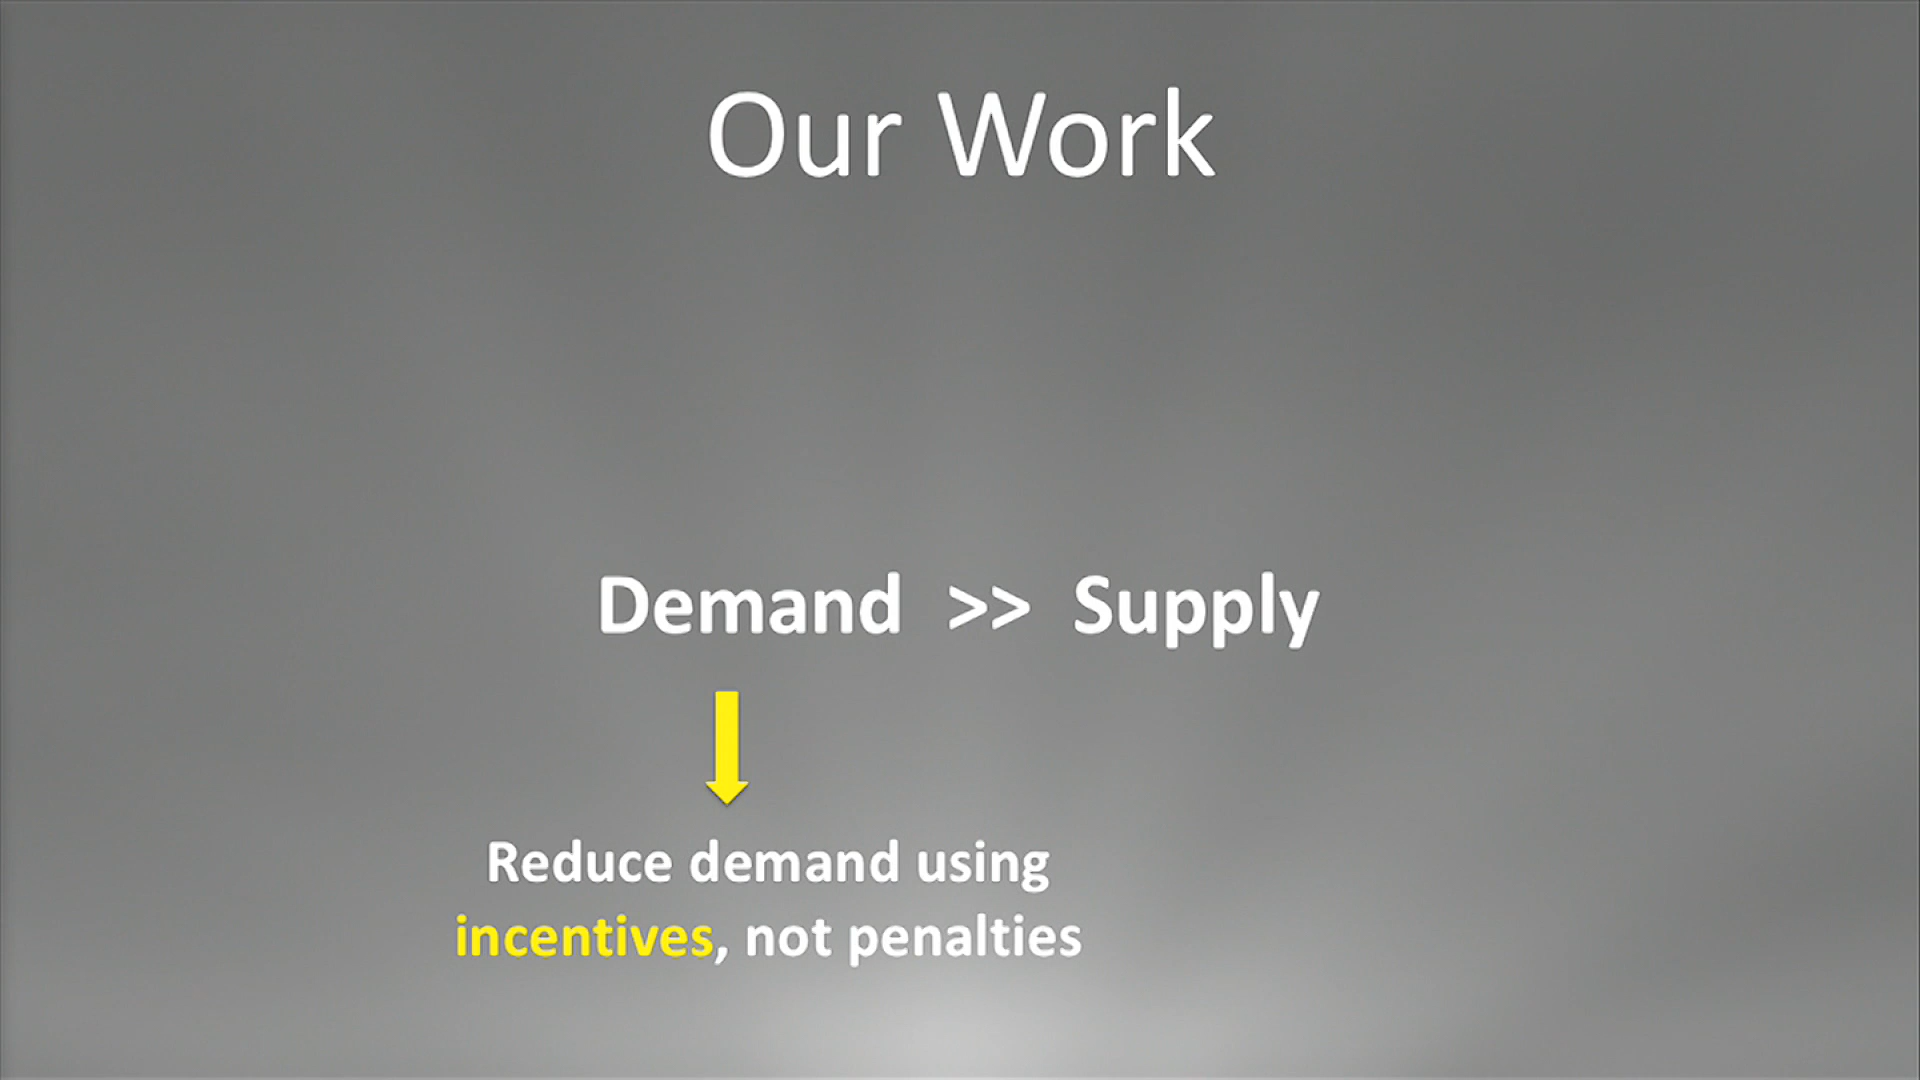 Our Work
Demand >> Supply
Reduce demand using
incentives, not penalties